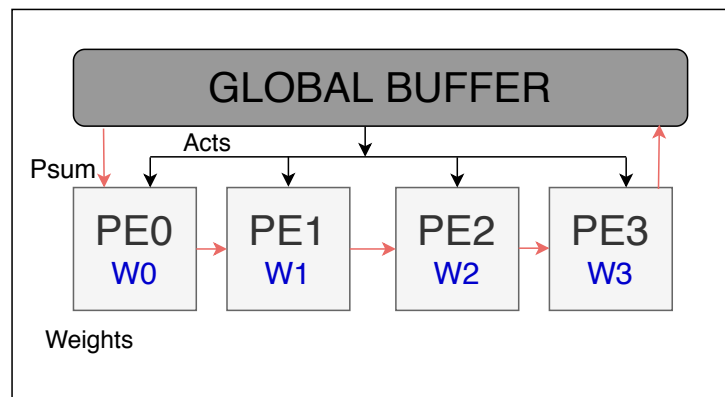 GLOBAL BUFFER
Acts
Psum
PE0 PE1 PE2 PE3
W0 W1 W2 W3
Weights